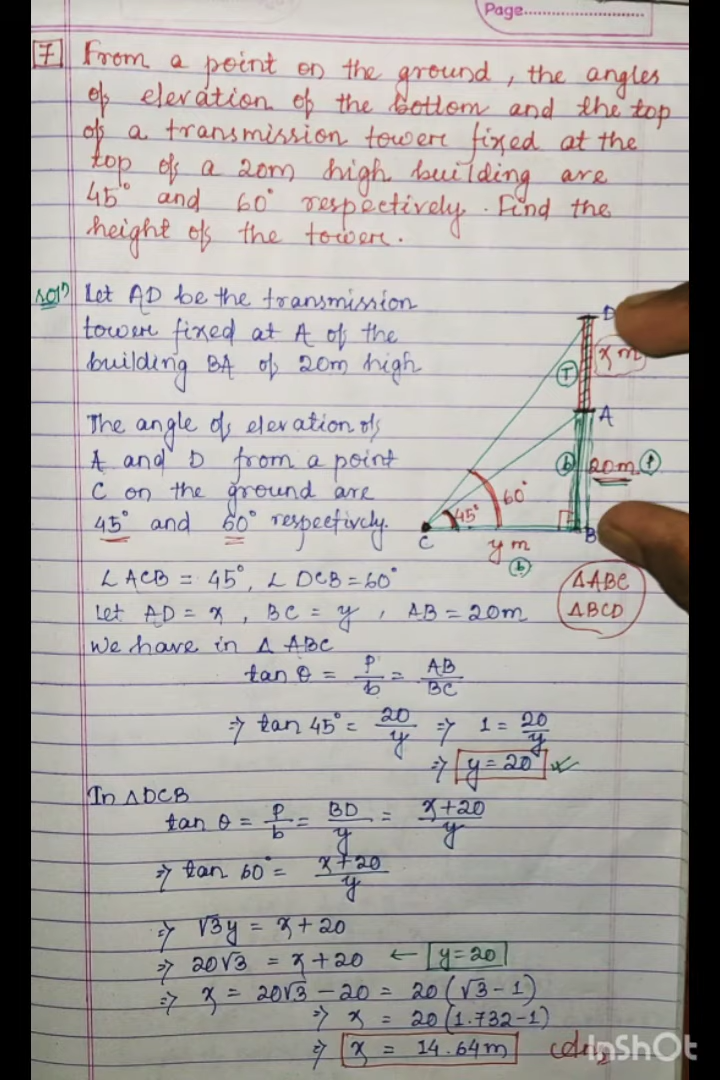 Page..............................
7 From a point on the ground, the angles
of elevation of the bottom and the top
of a transmission tower fixed at the
top of a 20m high building are
45° and 60° respectively. Find the
height of the tower.
Soln Let AD be the transmission
tower fixed at A of the
building BA of 20m high
The angle of elevation of
A and D from a point
C on the ground are
45° and 60° respectively.
D
T
x m
A
b
20m
P
60°
45°
C
B
y m
b
∆ABC
∆BCD
∠ACB = 45°, ∠DCB = 60°
Let AD = x, BC = y, AB = 20m
We have in ∆ ABC
tan θ = P/b = AB/BC
⇒ tan 45° = 20/y ⇒ 1 = 20/y
⇒ y = 20
In ∆DCB
tan θ = P/b = BD/y = x+20/y
⇒ tan 60° = x+20/y
⇒ √3y = x + 20
⇒ 20√3 = x + 20 ← y = 20
⇒ x = 20√3 - 20 = 20(√3 - 1)
⇒ x = 20(1.732-1)
⇒ x = 14.64m
InShOt